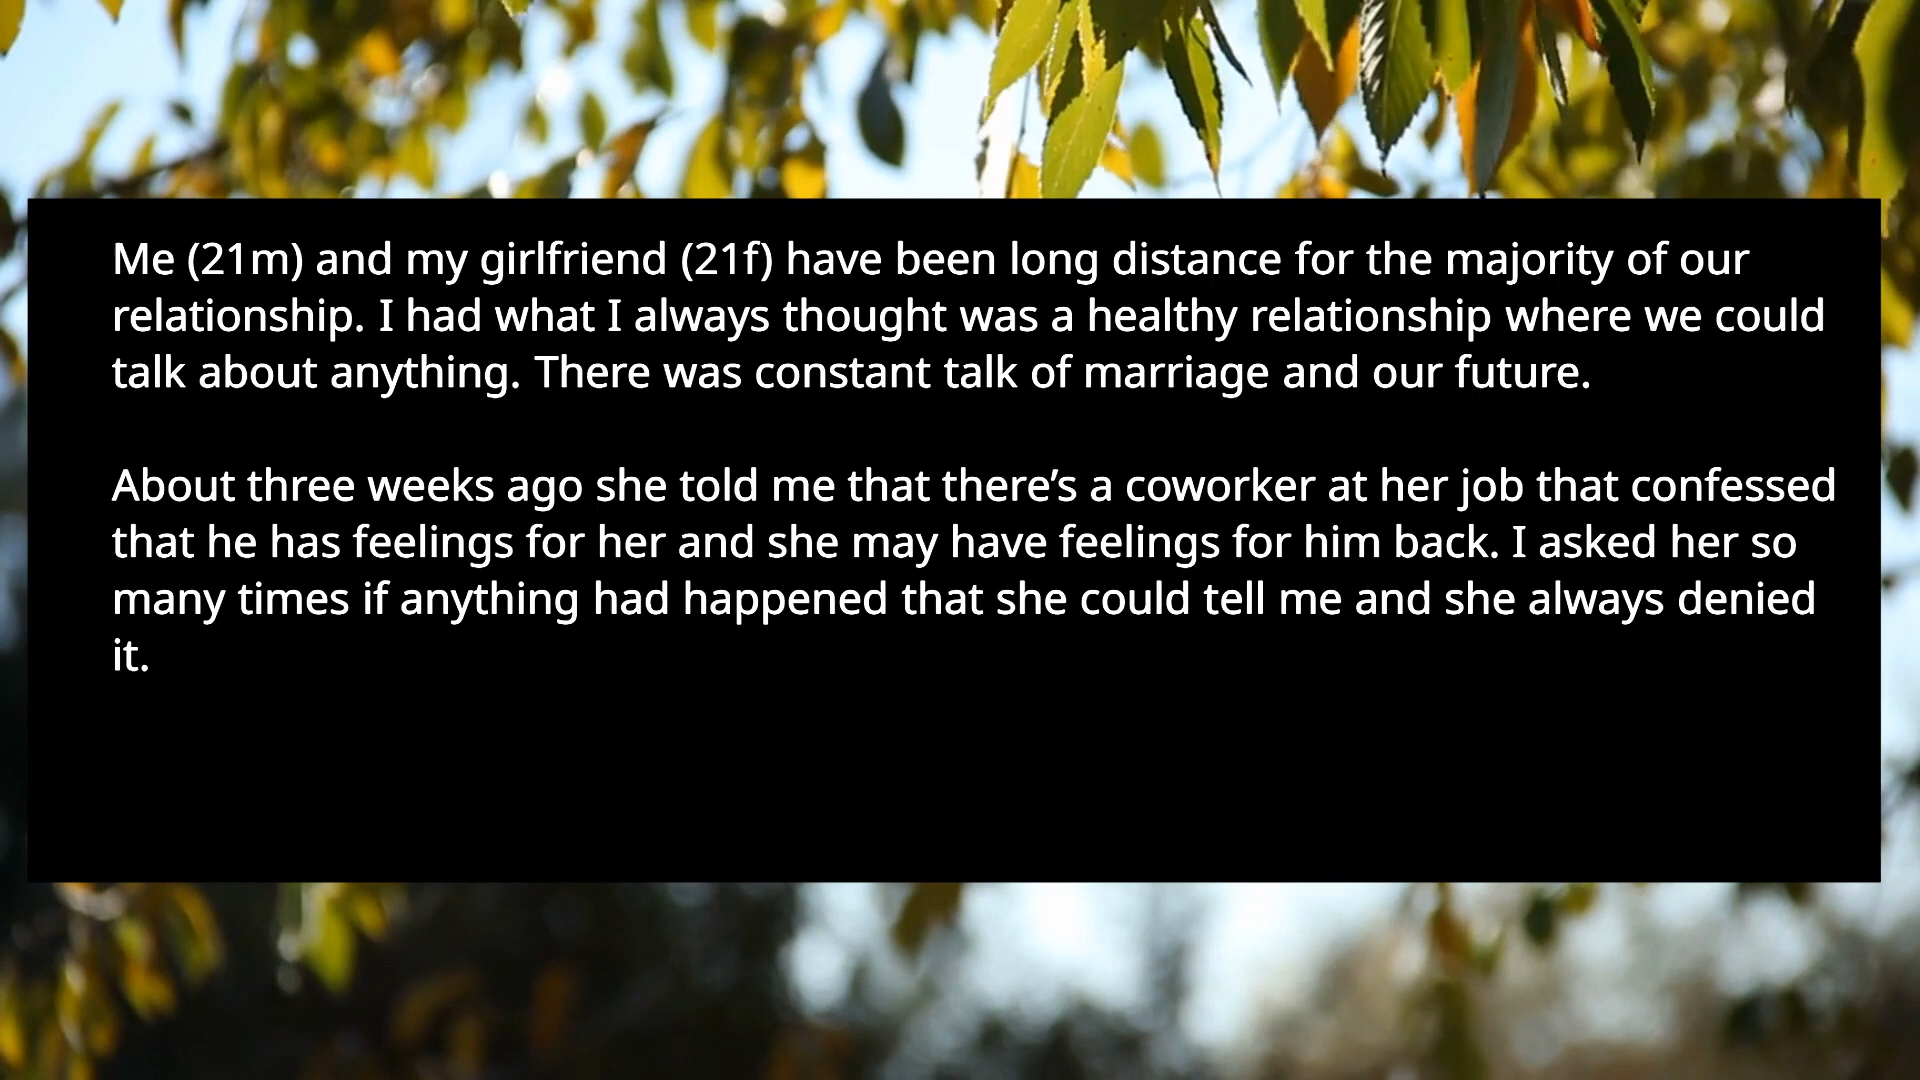 Me (21m) and my girlfriend (21f) have been long distance for the majority of our
relationship. I had what I always thought was a healthy relationship where we could
talk about anything. There was constant talk of marriage and our future.
About three weeks ago she told me that there’s a coworker at her job that confessed
that he has feelings for her and she may have feelings for him back. I asked her so
many times if anything had happened that she could tell me and she always denied
it.